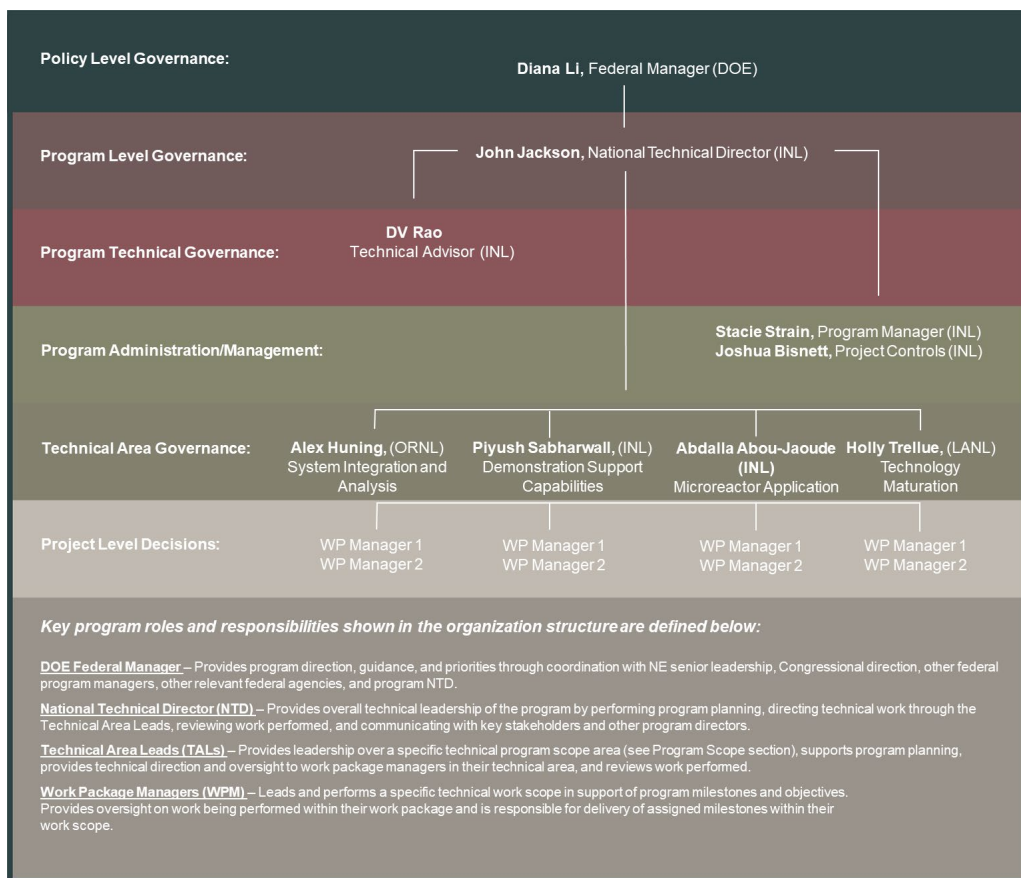 Policy Level Governance:
Diana Li, Federal Manager (DOE)
Program Level Governance:
John Jackson, National Technical Director (INL)
DV Rao
Program Technical Governance:
Technical Advisor (INL)
Stacie Strain, Program Manager (INL)
Program Administration/Management:
Joshua Bisnett, Project Controls (INL)
Technical Area Governance:
Alex Huning, (ORNL)
System Integration and
Analysis
Piyush Sabharwall, (INL)
Demonstration Support
Capabilities
Abdalla Abou-Jaoude
(INL)
Microreactor Application
Holly Trellue, (LANL)
Technology
Maturation
Project Level Decisions:
WP Manager 1
WP Manager 2
WP Manager 1
WP Manager 2
WP Manager 1
WP Manager 2
WP Manager 1
WP Manager 2
Key program roles and responsibilities shown in the organization structure are defined below:
DOE Federal Manager – Provides program direction, guidance, and priorities through coordination with NE senior leadership, Congressional direction, other federal
program managers, other relevant federal agencies, and program NTD.
National Technical Director (NTD) – Provides overall technical leadership of the program by performing program planning, directing technical work through the
Technical Area Leads, reviewing work performed, and communicating with key stakeholders and other program directors.
Technical Area Leads (TALs) – Provides leadership over a specific technical program scope area (see Program Scope section), supports program planning,
provides technical direction and oversight to work package managers in their technical area, and reviews work performed.
Work Package Managers (WPM) – Leads and performs a specific technical work scope in support of program milestones and objectives.
Provides oversight on work being performed within their work package and is responsible for delivery of assigned milestones within their
work scope.